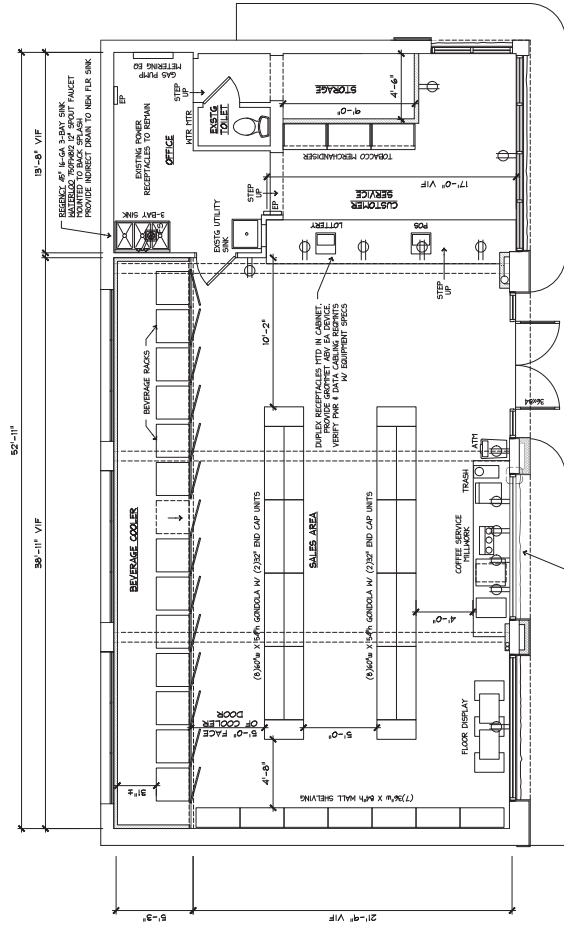 52'-11"
13'-8" VIF
38'-11" VIF
REGENCY 45" 16-GA 3-BAY SINK
WATERLOO 750FW812 12" SPOUT FAUCET
MOUNTED TO BACK SPLASH
PROVIDE INDIRECT DRAIN TO NEW FLR SINK
3-BAY SINK
EP
GAS PUMP
METERING EQ
EXISTING POWER
RECEPTACLES TO REMAIN
OFFICE
WTR MTR
STEP
UP
EXSTG
TOILET
EXSTG UTILITY
SINK
STORAGE
4'-6"
9'-0"
TOBACCO MERCHANDISER
STEP
UP
EP
CUSTOMER
SERVICE
17'-0" VIF
LOTTERY
POS
STEP
UP
BEVERAGE RACKS
BEVERAGE COOLER
10'-2"
DUPLEX RECEPTACLES MTD IN CABINET.
PROVIDE GROMMET ABV EA DEVICE.
VERIFY PWR & DATA CABLING REQMNTS
W/ EQUIPMENT SPECS
36x84
ATM
TRASH
COFFEE SERVICE
MILLWORK
(8)60"w X 54"h GONDOLA W/ (2)32" END CAP UNITS
SALES AREA
(8)60"w X 54"h GONDOLA W/ (2)32" END CAP UNITS
4'-0"
5'-0" FACE
OF COOLER
DOOR
5'-0"
FLOOR DISPLAY
31"±
4'-8"
(7)36"w X 84"h WALL SHELVING
5'-3"
21'-9" VIF